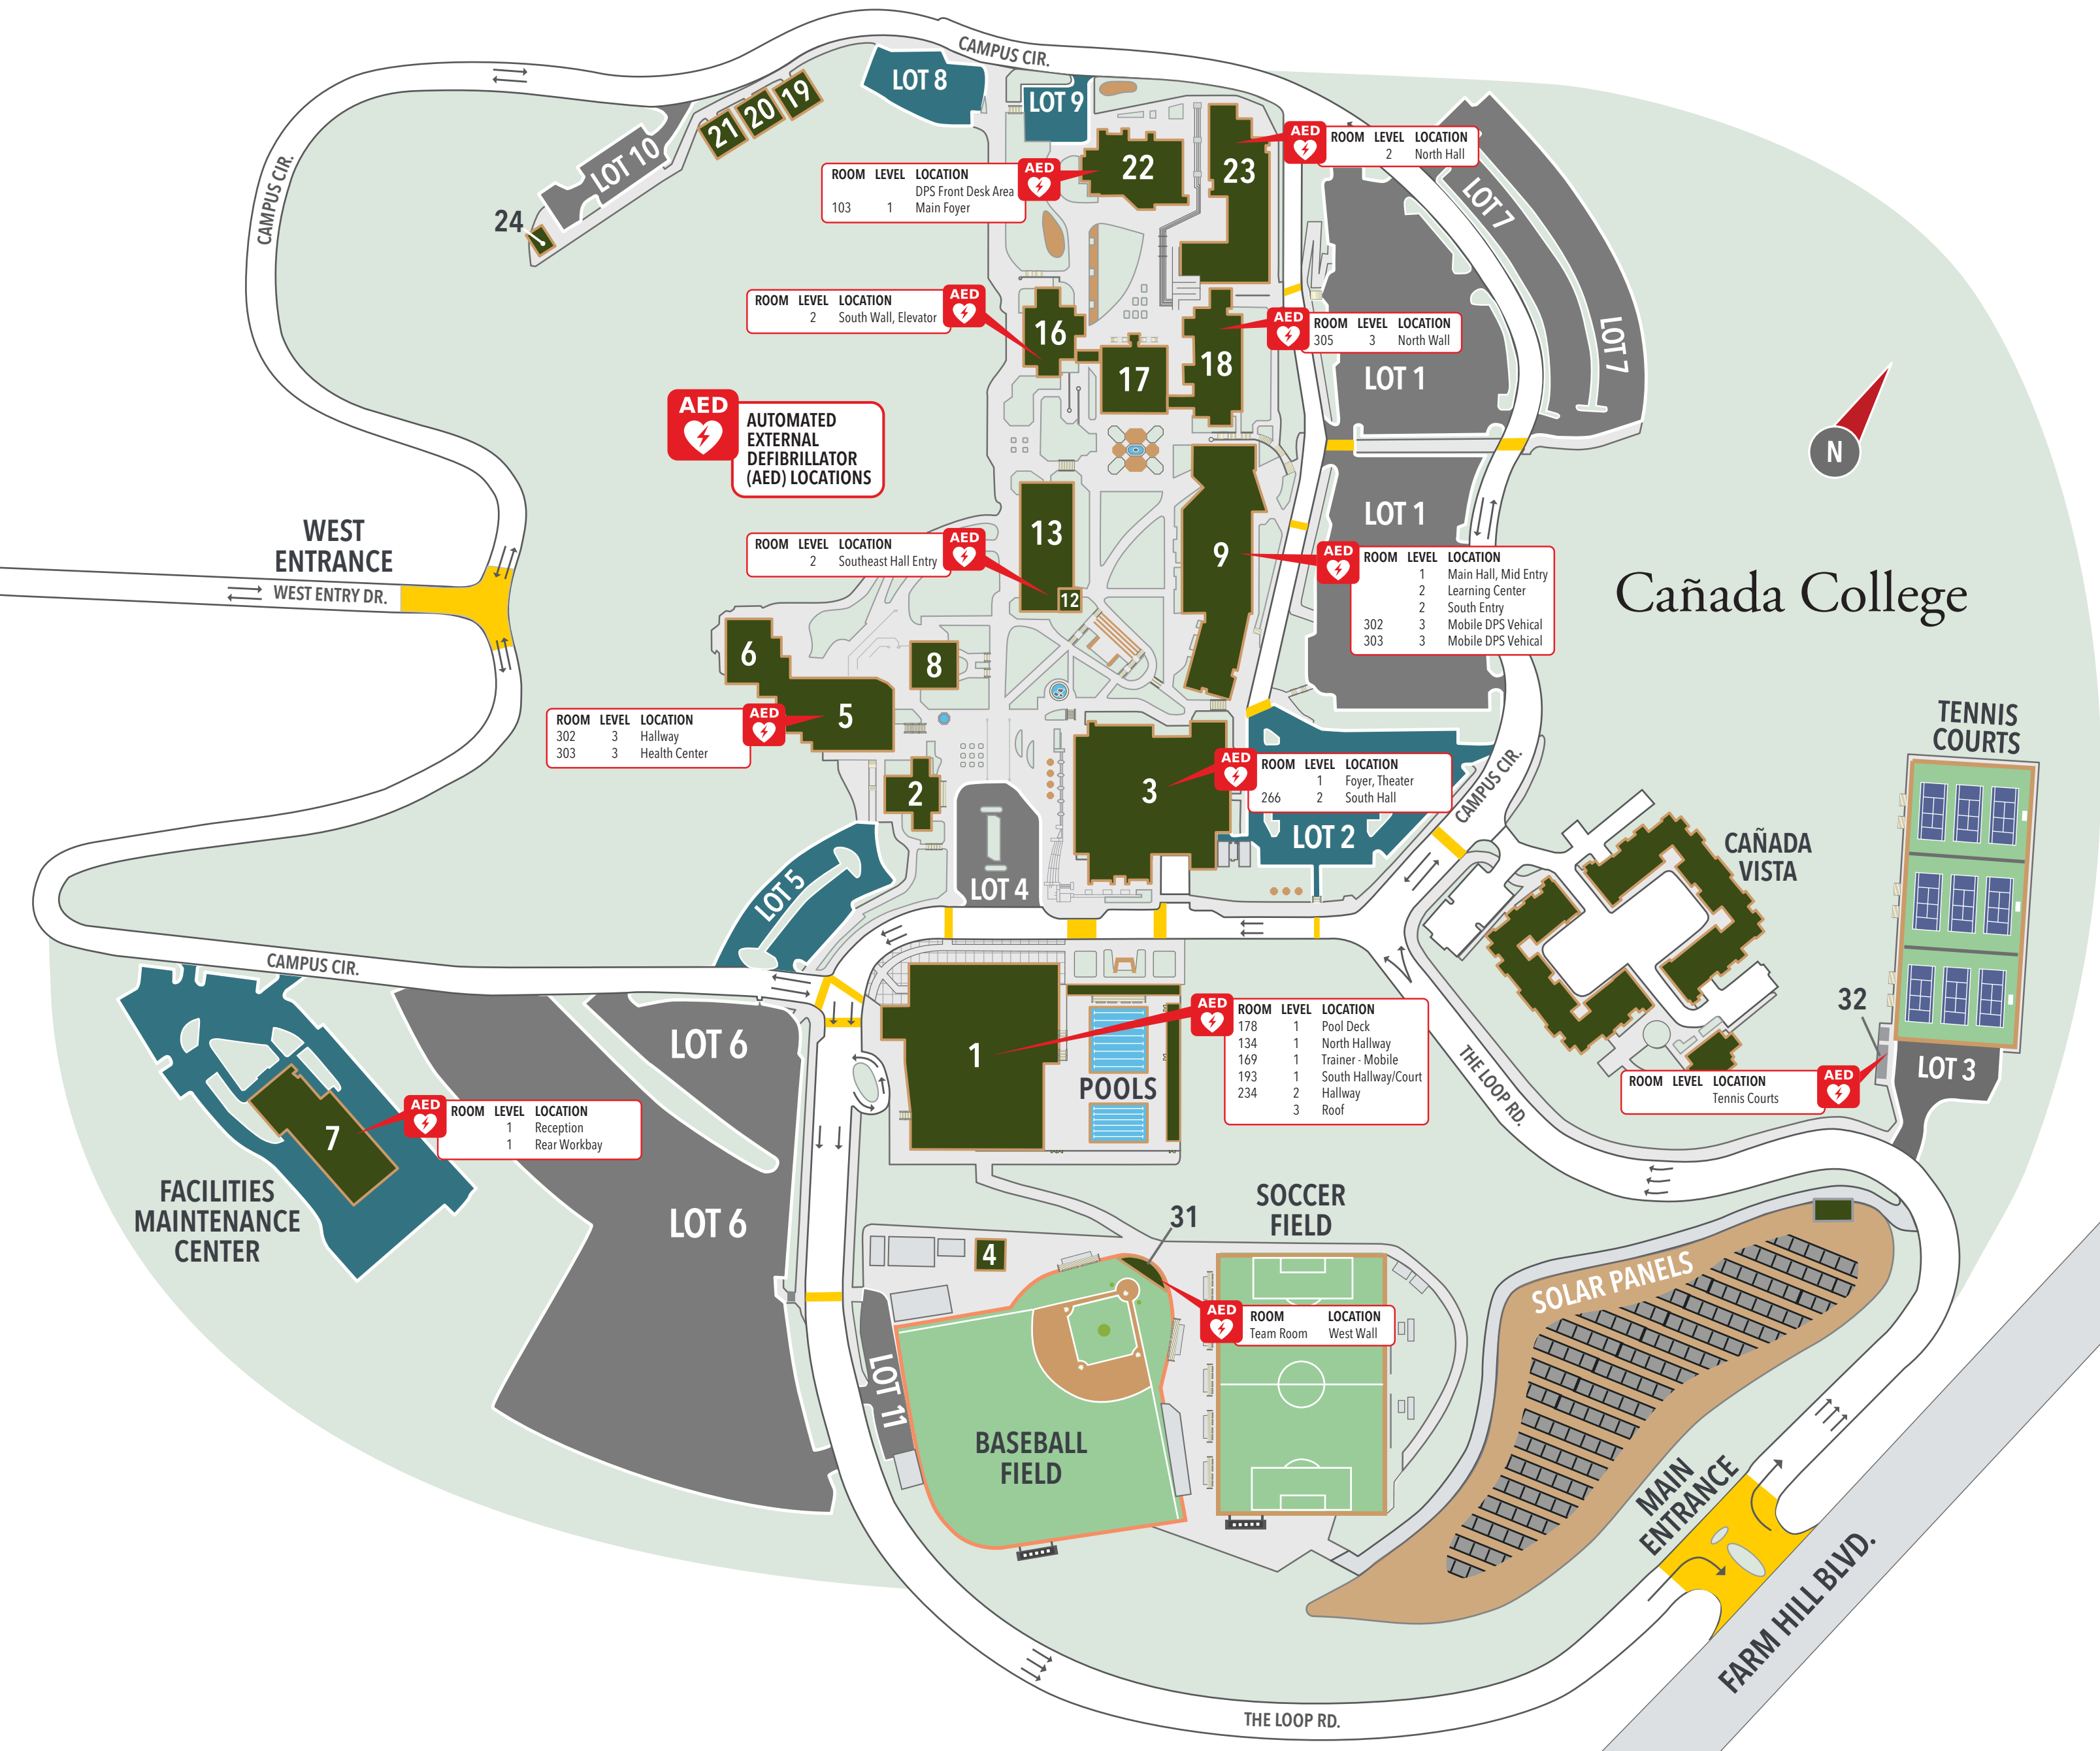 CAMPUS CIR.
LOT 8
LOT 9
19
20
21
LOT 10
24
CAMPUS CIR.
22
23
AED
ROOM LEVEL LOCATION
2 North Hall
AED
ROOM LEVEL LOCATION
DPS Front Desk Area
103 1 Main Foyer
LOT 7
LOT 7
AED
ROOM LEVEL LOCATION
2 South Wall, Elevator
16
17
18
AED
ROOM LEVEL LOCATION
305 3 North Wall
LOT 1
N
AED
AUTOMATED
EXTERNAL
DEFIBRILLATOR
(AED) LOCATIONS
LOT 1
WEST
ENTRANCE
WEST ENTRY DR.
AED
ROOM LEVEL LOCATION
2 Southeast Hall Entry
13
12
9
AED
ROOM LEVEL LOCATION
1 Main Hall, Mid Entry
2 Learning Center
2 South Entry
302 3 Mobile DPS Vehical
303 3 Mobile DPS Vehical
Cañada College
6
8
5
AED
ROOM LEVEL LOCATION
302 3 Hallway
303 3 Health Center
2
3
AED
ROOM LEVEL LOCATION
1 Foyer, Theater
266 2 South Hall
LOT 2
CAMPUS CIR.
TENNIS
COURTS
CAÑADA
VISTA
LOT 5
LOT 4
CAMPUS CIR.
LOT 6
1
POOLS
AED
ROOM LEVEL LOCATION
178 1 Pool Deck
134 1 North Hallway
169 1 Trainer - Mobile
193 1 South Hallway/Court
234 2 Hallway
3 Roof
THE LOOP RD.
32
LOT 3
AED
ROOM LEVEL LOCATION
Tennis Courts
7
AED
ROOM LEVEL LOCATION
1 Reception
1 Rear Workbay
FACILITIES
MAINTENANCE
CENTER
LOT 6
4
31
SOCCER
FIELD
AED
ROOM LOCATION
Team Room West Wall
SOLAR PANELS
LOT 11
BASEBALL
FIELD
MAIN
ENTRANCE
FARM HILL BLVD.
THE LOOP RD.